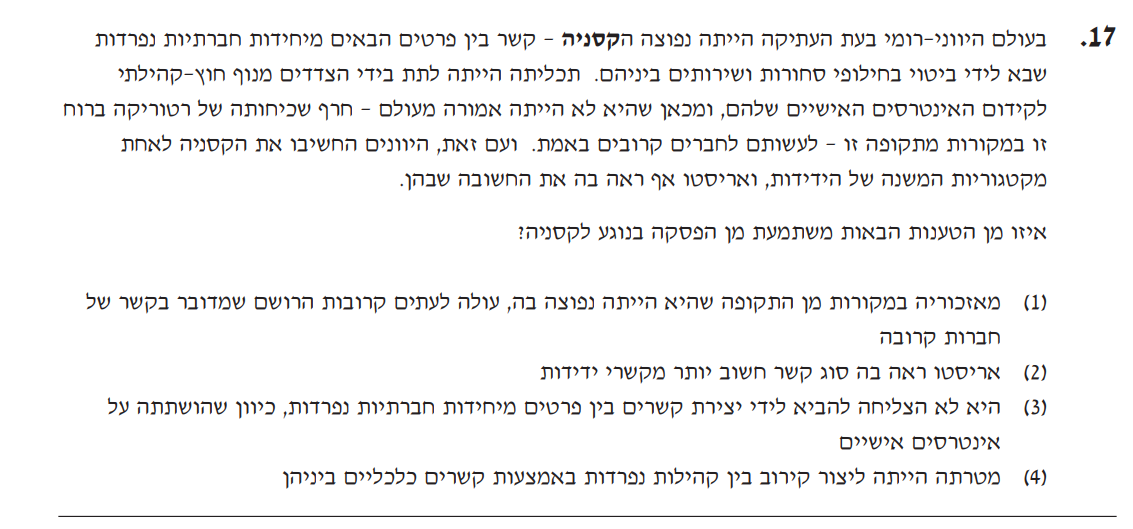 17. בעולם היווני-רומי בעת העתיקה הייתה נפוצה הקסניה - קשר בין פרטים הבאים מיחידות חברתיות נפרדות
שבא לידי ביטוי בחילופי סחורות ושירותים ביניהם. תכליתה הייתה לתת בידי הצדדים מנוף חוץ-קהילתי
לקידום האינטרסים האישיים שלהם, ומכאן שהיא לא הייתה אמורה מעולם - חרף שכיחותה של רטוריקה ברוח
זו במקורות מתקופה זו - לעשותם לחברים קרובים באמת. ועם זאת, היוונים החשיבו את הקסניה לאחת
מקטגוריות המשנה של הידידות, ואריסטו אף ראה בה את החשובה שבהן.
איזו מן הטענות הבאות משתמעת מן הפסקה בנוגע לקסניה?
(1) מאזכוריה במקורות מן התקופה שהיא הייתה נפוצה בה, עולה לעתים קרובות הרושם שמדובר בקשר של
חברות קרובה
(2) אריסטו ראה בה סוג קשר חשוב יותר מקשרי ידידות
(3) היא לא הצליחה להביא לידי יצירת קשרים בין פרטים מיחידות חברתיות נפרדות, כיוון שהושתתה על
אינטרסים אישיים
(4) מטרתה הייתה ליצור קירוב בין קהילות נפרדות באמצעות קשרים כלכליים ביניהן